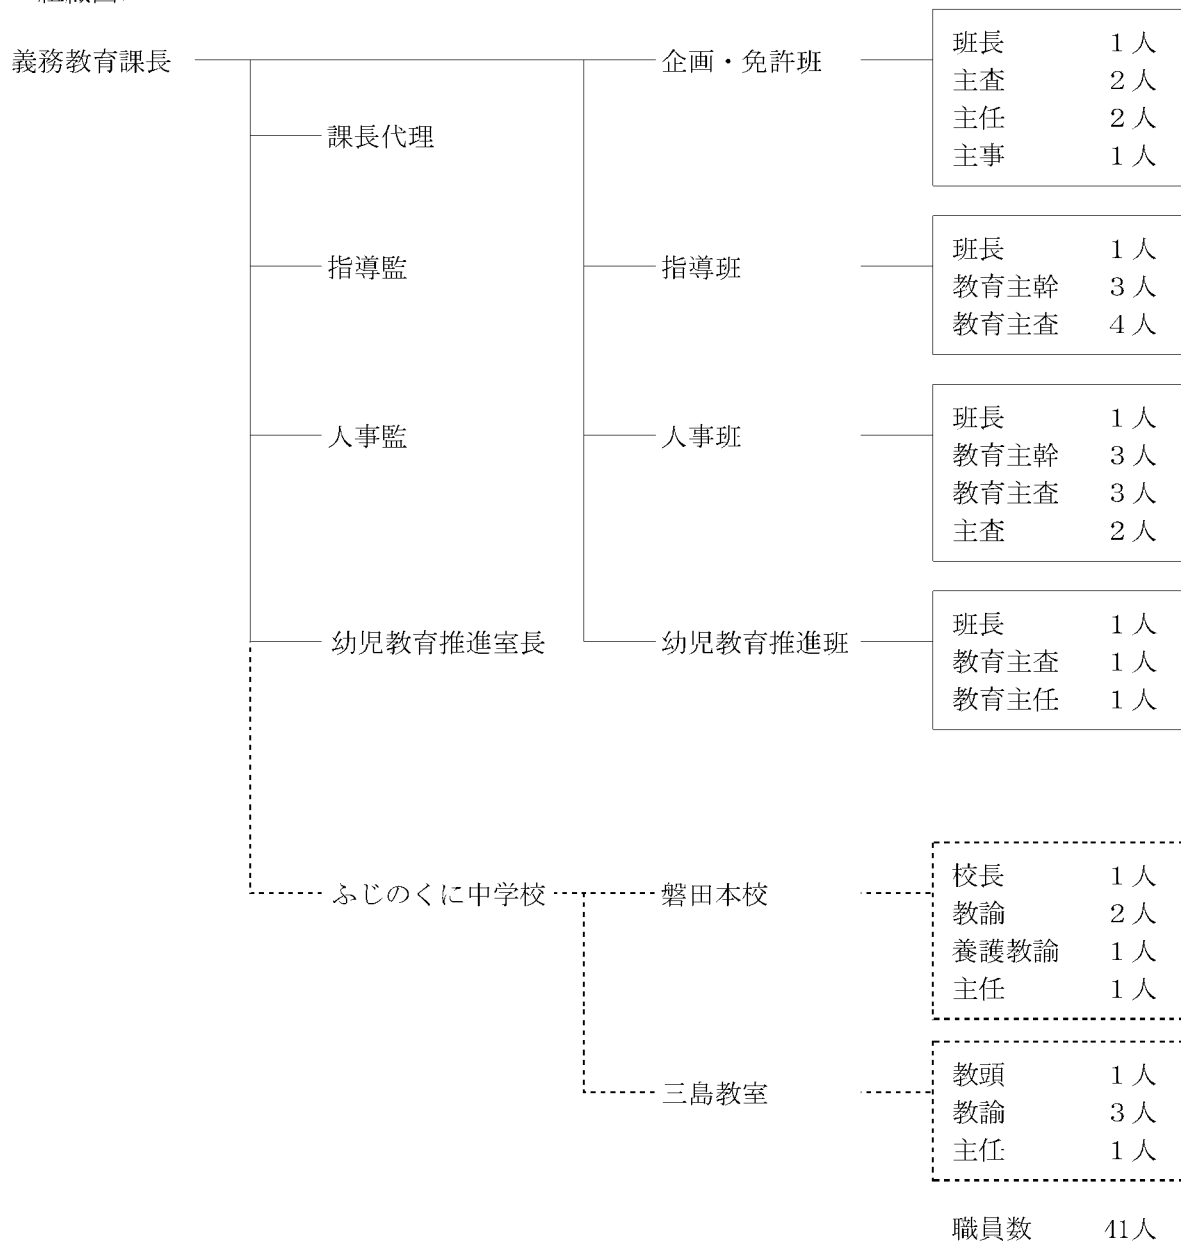 義務教育課長
課長代理
指導監
人事監
幼児教育推進室長
ふじのくに中学校
企画・免許班
班長 1人
主査 2人
主任 2人
主事 1人
指導班
班長 1人
教育主幹 3人
教育主査 4人
人事班
班長 1人
教育主幹 3人
教育主査 3人
主査 2人
幼児教育推進班
班長 1人
教育主査 1人
教育主任 1人
磐田本校
校長 1人
教諭 2人
養護教諭 1人
主任 1人
三島教室
教頭 1人
教諭 3人
主任 1人
職員数 41人